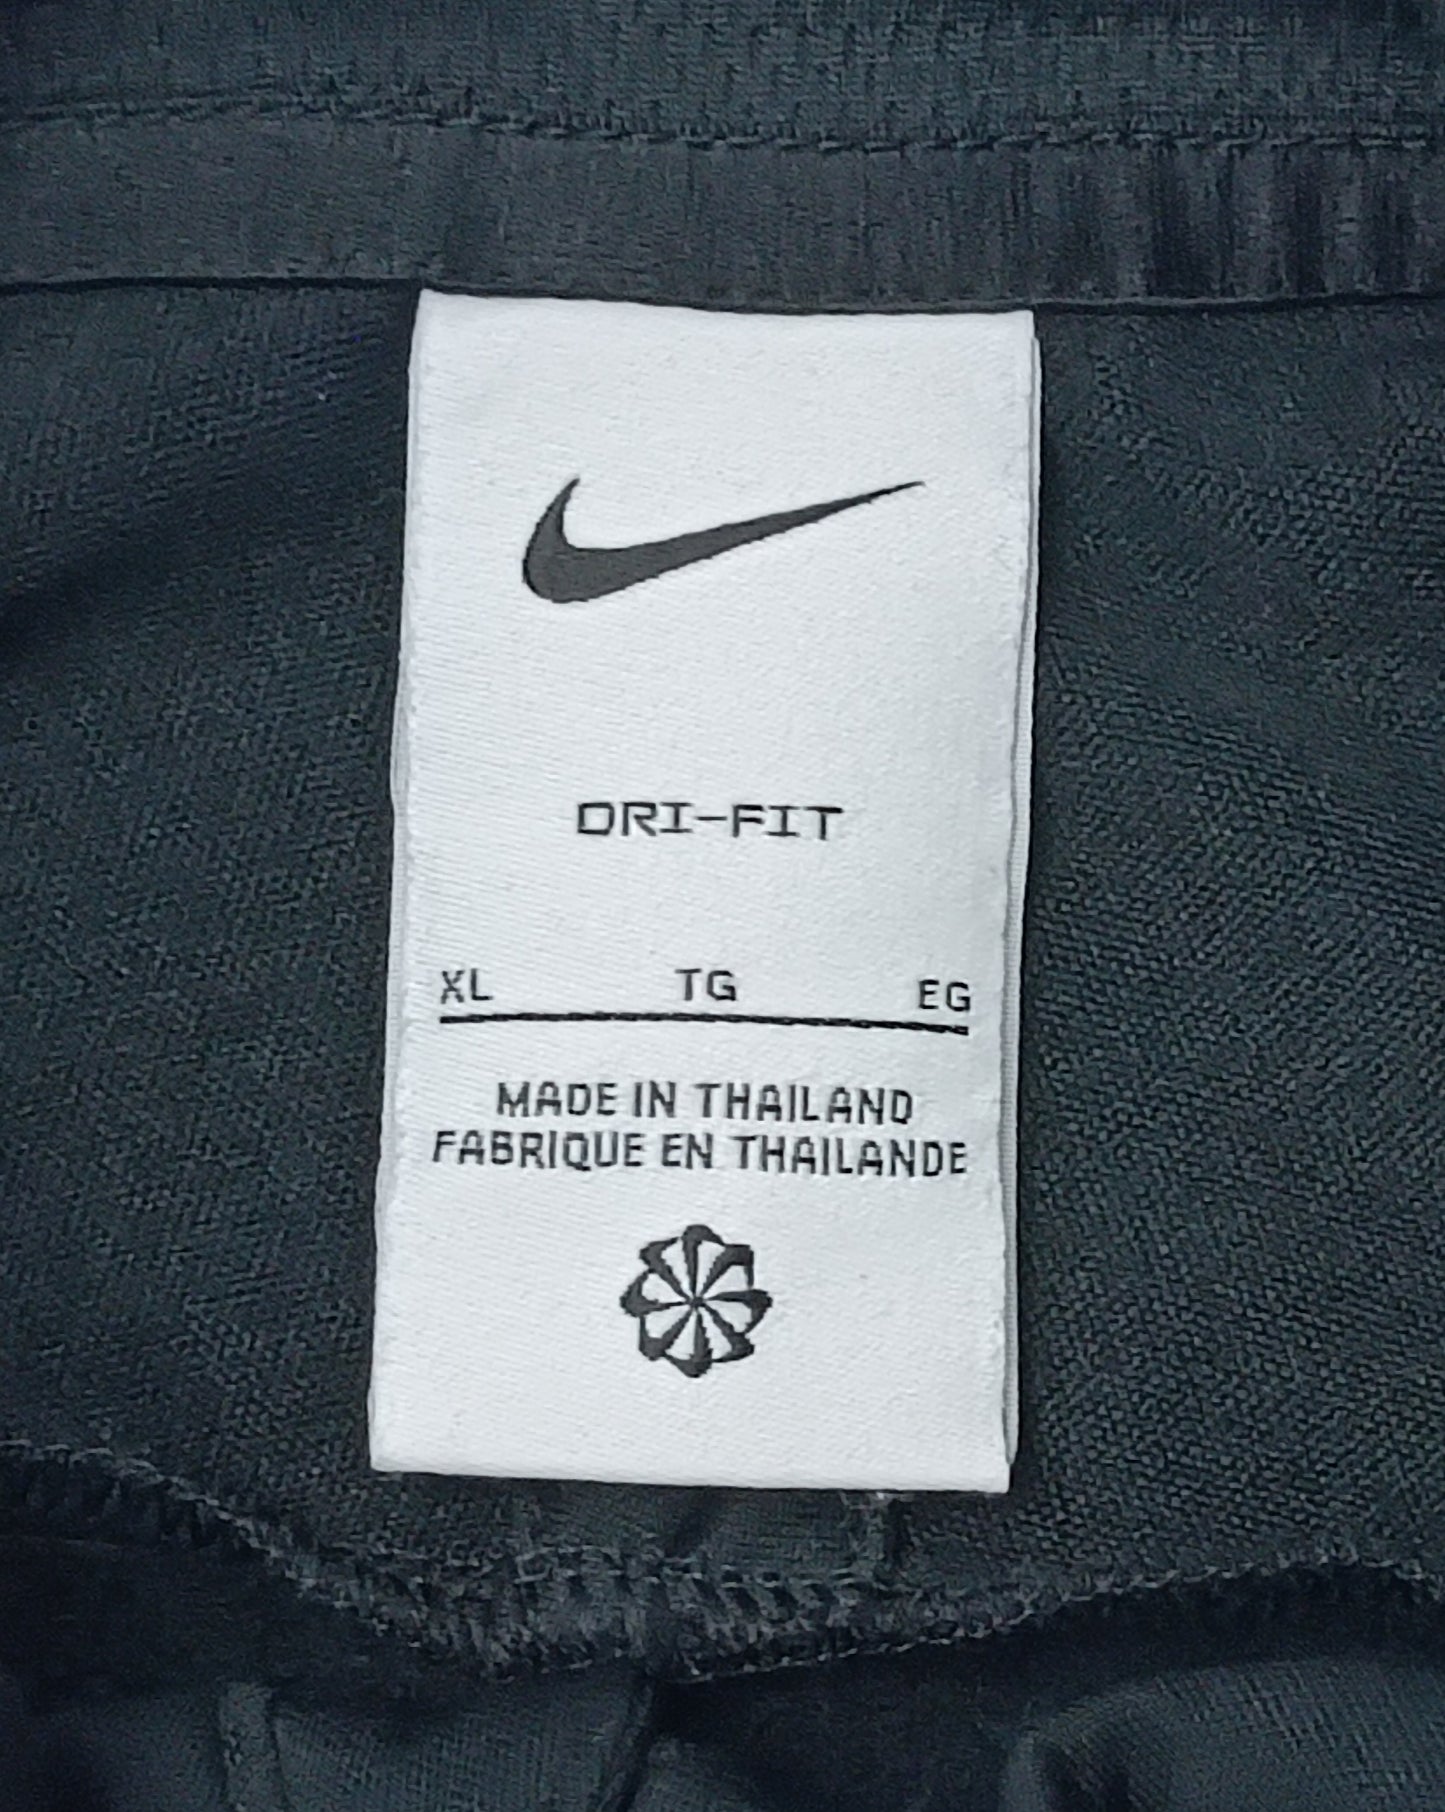 DRI-FIT
XL TG EG
MADE IN THAILAND
FABRIQUE EN THAILANDE